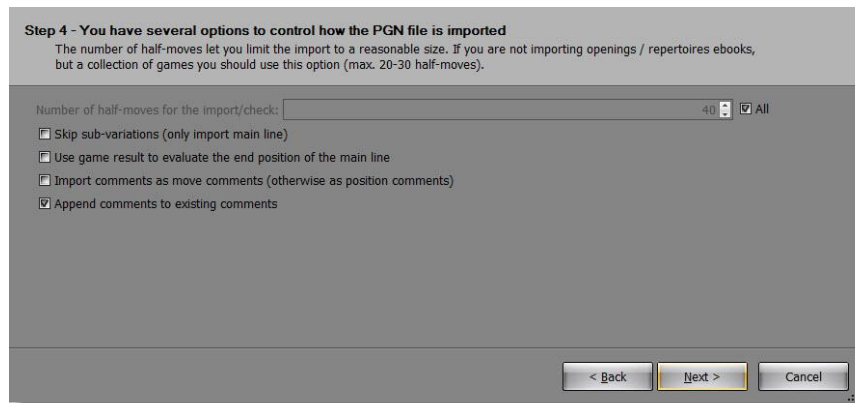 Step 4 - You have several options to control how the PGN file is imported
The number of half-moves let you limit the import to a reasonable size. If you are not importing openings / repertoires ebooks,
but a collection of games you should use this option (max. 20-30 half-moves).
Number of half-moves for the import/check: 40 All
Skip sub-variations (only import main line)
Use game result to evaluate the end position of the main line
Import comments as move comments (otherwise as position comments)
Append comments to existing comments
< Back Next > Cancel